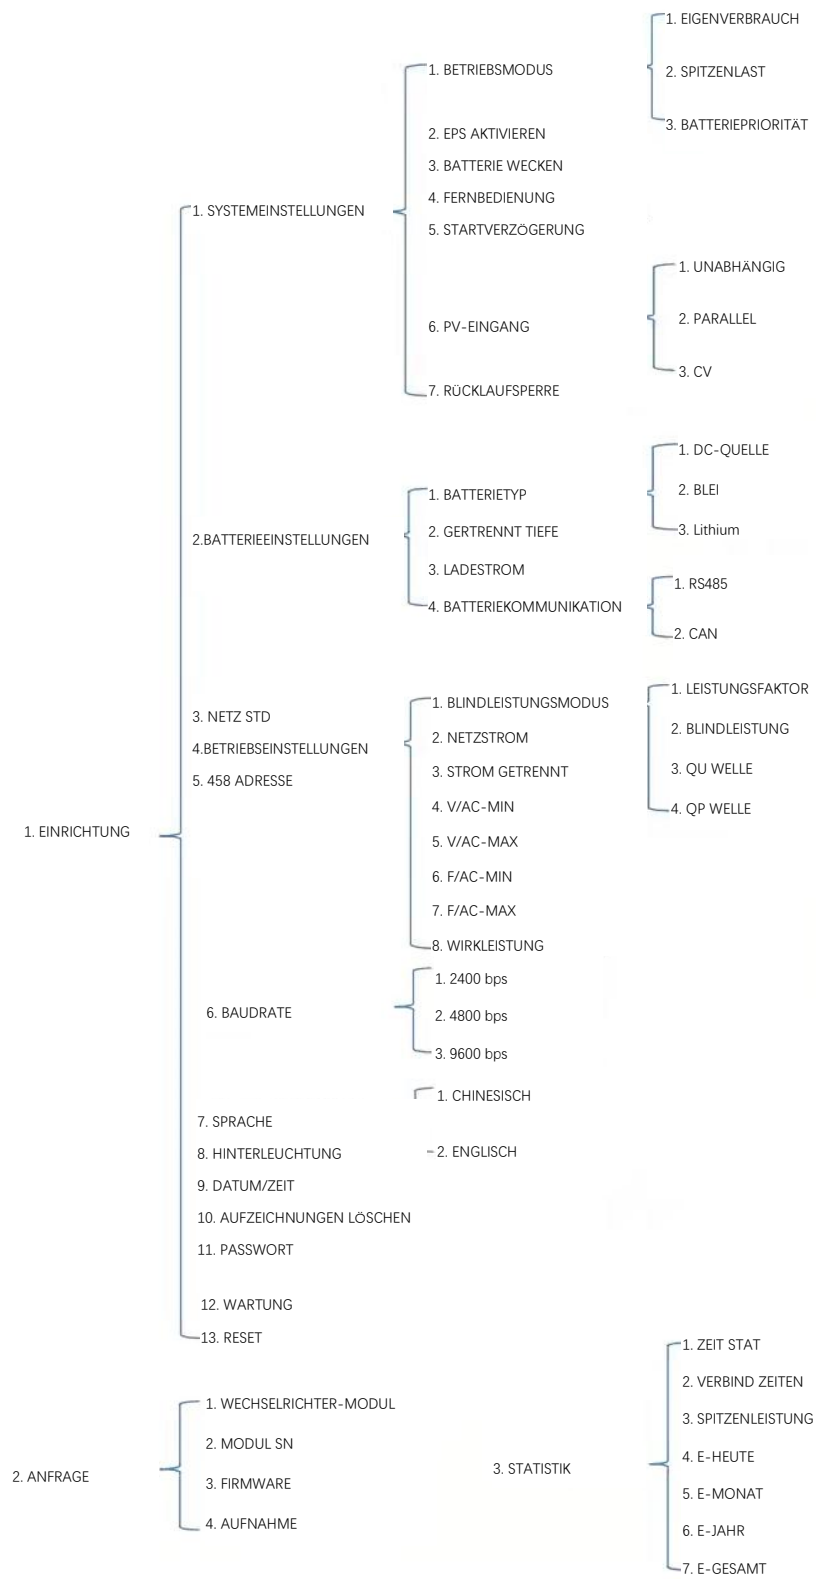 1. EINRICHTUNG
1. SYSTEMEINSTELLUNGEN
1. BETRIEBSMODUS
1. EIGENVERBRAUCH
2. SPITZENLAST
3. BATTERIEPRIORITÄT
2. EPS AKTIVIEREN
3. BATTERIE WECKEN
4. FERNBEDIENUNG
5. STARTVERZÖGERUNG
6. PV-EINGANG
1. UNABHÄNGIG
2. PARALLEL
3. CV
7. RÜCKLAUFSPERRE
2.BATTERIEEINSTELLUNGEN
1. BATTERIETYP
1. DC-QUELLE
2. BLEI
3. Lithium
2. GERTRENNT TIEFE
3. LADESTROM
4. BATTERIEKOMMUNIKATION
1. RS485
2. CAN
3. NETZ STD
4.BETRIEBSEINSTELLUNGEN
1. BLINDLEISTUNGSMODUS
1. LEISTUNGSFAKTOR
2. BLINDLEISTUNG
3. QU WELLE
4. QP WELLE
2. NETZSTROM
3. STROM GETRENNT
4. V/AC-MIN
5. V/AC-MAX
6. F/AC-MIN
7. F/AC-MAX
8. WIRKLEISTUNG
5. 458 ADRESSE
6. BAUDRATE
1. 2400 bps
2. 4800 bps
3. 9600 bps
7. SPRACHE
1. CHINESISCH
2. ENGLISCH
8. HINTERLEUCHTUNG
9. DATUM/ZEIT
10. AUFZEICHNUNGEN LÖSCHEN
11. PASSWORT
12. WARTUNG
13. RESET
2. ANFRAGE
1. WECHSELRICHTER-MODUL
2. MODUL SN
3. FIRMWARE
4. AUFNAHME
3. STATISTIK
1. ZEIT STAT
2. VERBIND ZEITEN
3. SPITZENLEISTUNG
4. E-HEUTE
5. E-MONAT
6. E-JAHR
7. E-GESAMT